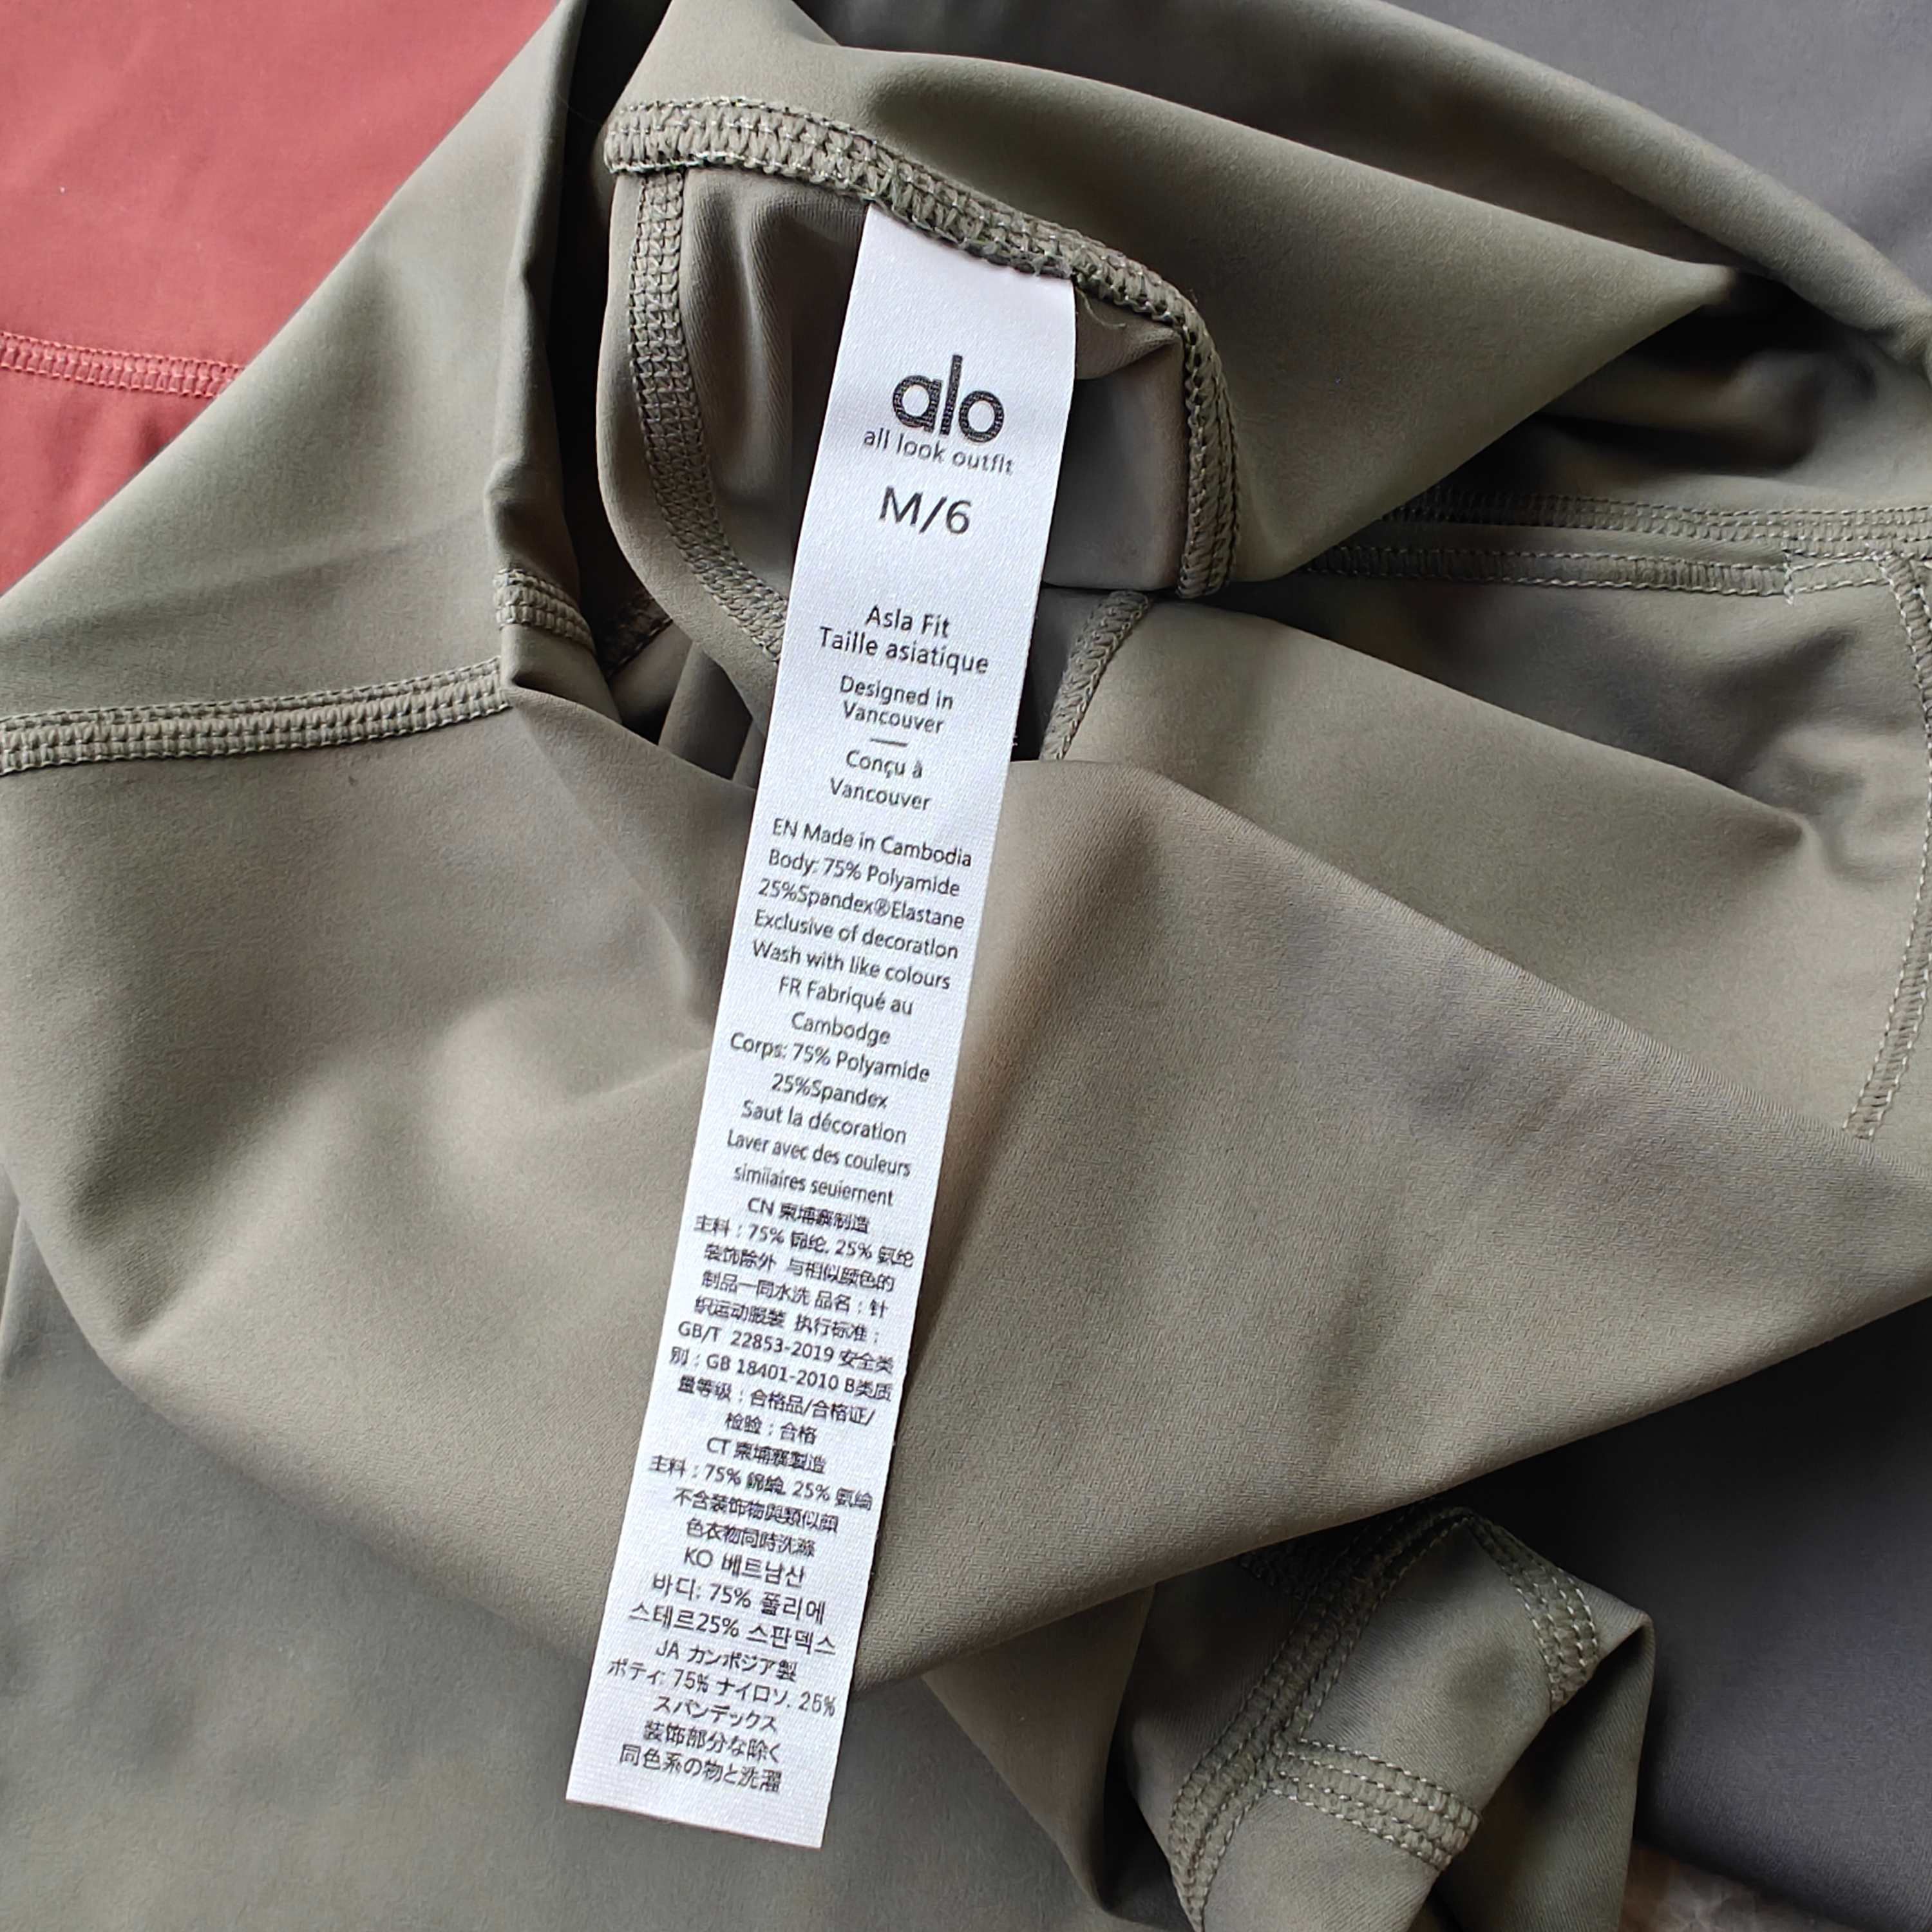 alo
all look outfit
M/6
Asla Fit
Taille asiatique
Designed in
Vancouver
Conçu à
Vancouver
EN Made in Cambodia
Body: 75% Polyamide
25%Spandex®Elastane
Exclusive of decoration
Wash with like colours
FR Fabriqué au
Cambodge
Corps: 75% Polyamide
25%Spandex
Saut la décoration
Laver avec des couleurs
simiiaires seuiement
CN 柬埔寨制造
主料：75% 锦纶, 25% 氨纶
装饰除外 与相似颜色的
制品一同水洗 品名：针
织运动服装 执行标准：
GB/T 22853-2019 安全类
别：GB 18401-2010 B类质
量等级：合格品/合格证/
检验：合格
CT 柬埔寨製造
主料：75% 錦綸, 25% 氨綸
不含装饰物與類似顏
色衣物同時洗滌
KO 베트남산
바디: 75% 폴리에
스테르25% 스판덱스
JA カンボジア製
ボティ: 75% ナイロソ, 25%
スパンデックス
装饰部分な除く
同色系の物と洗濯